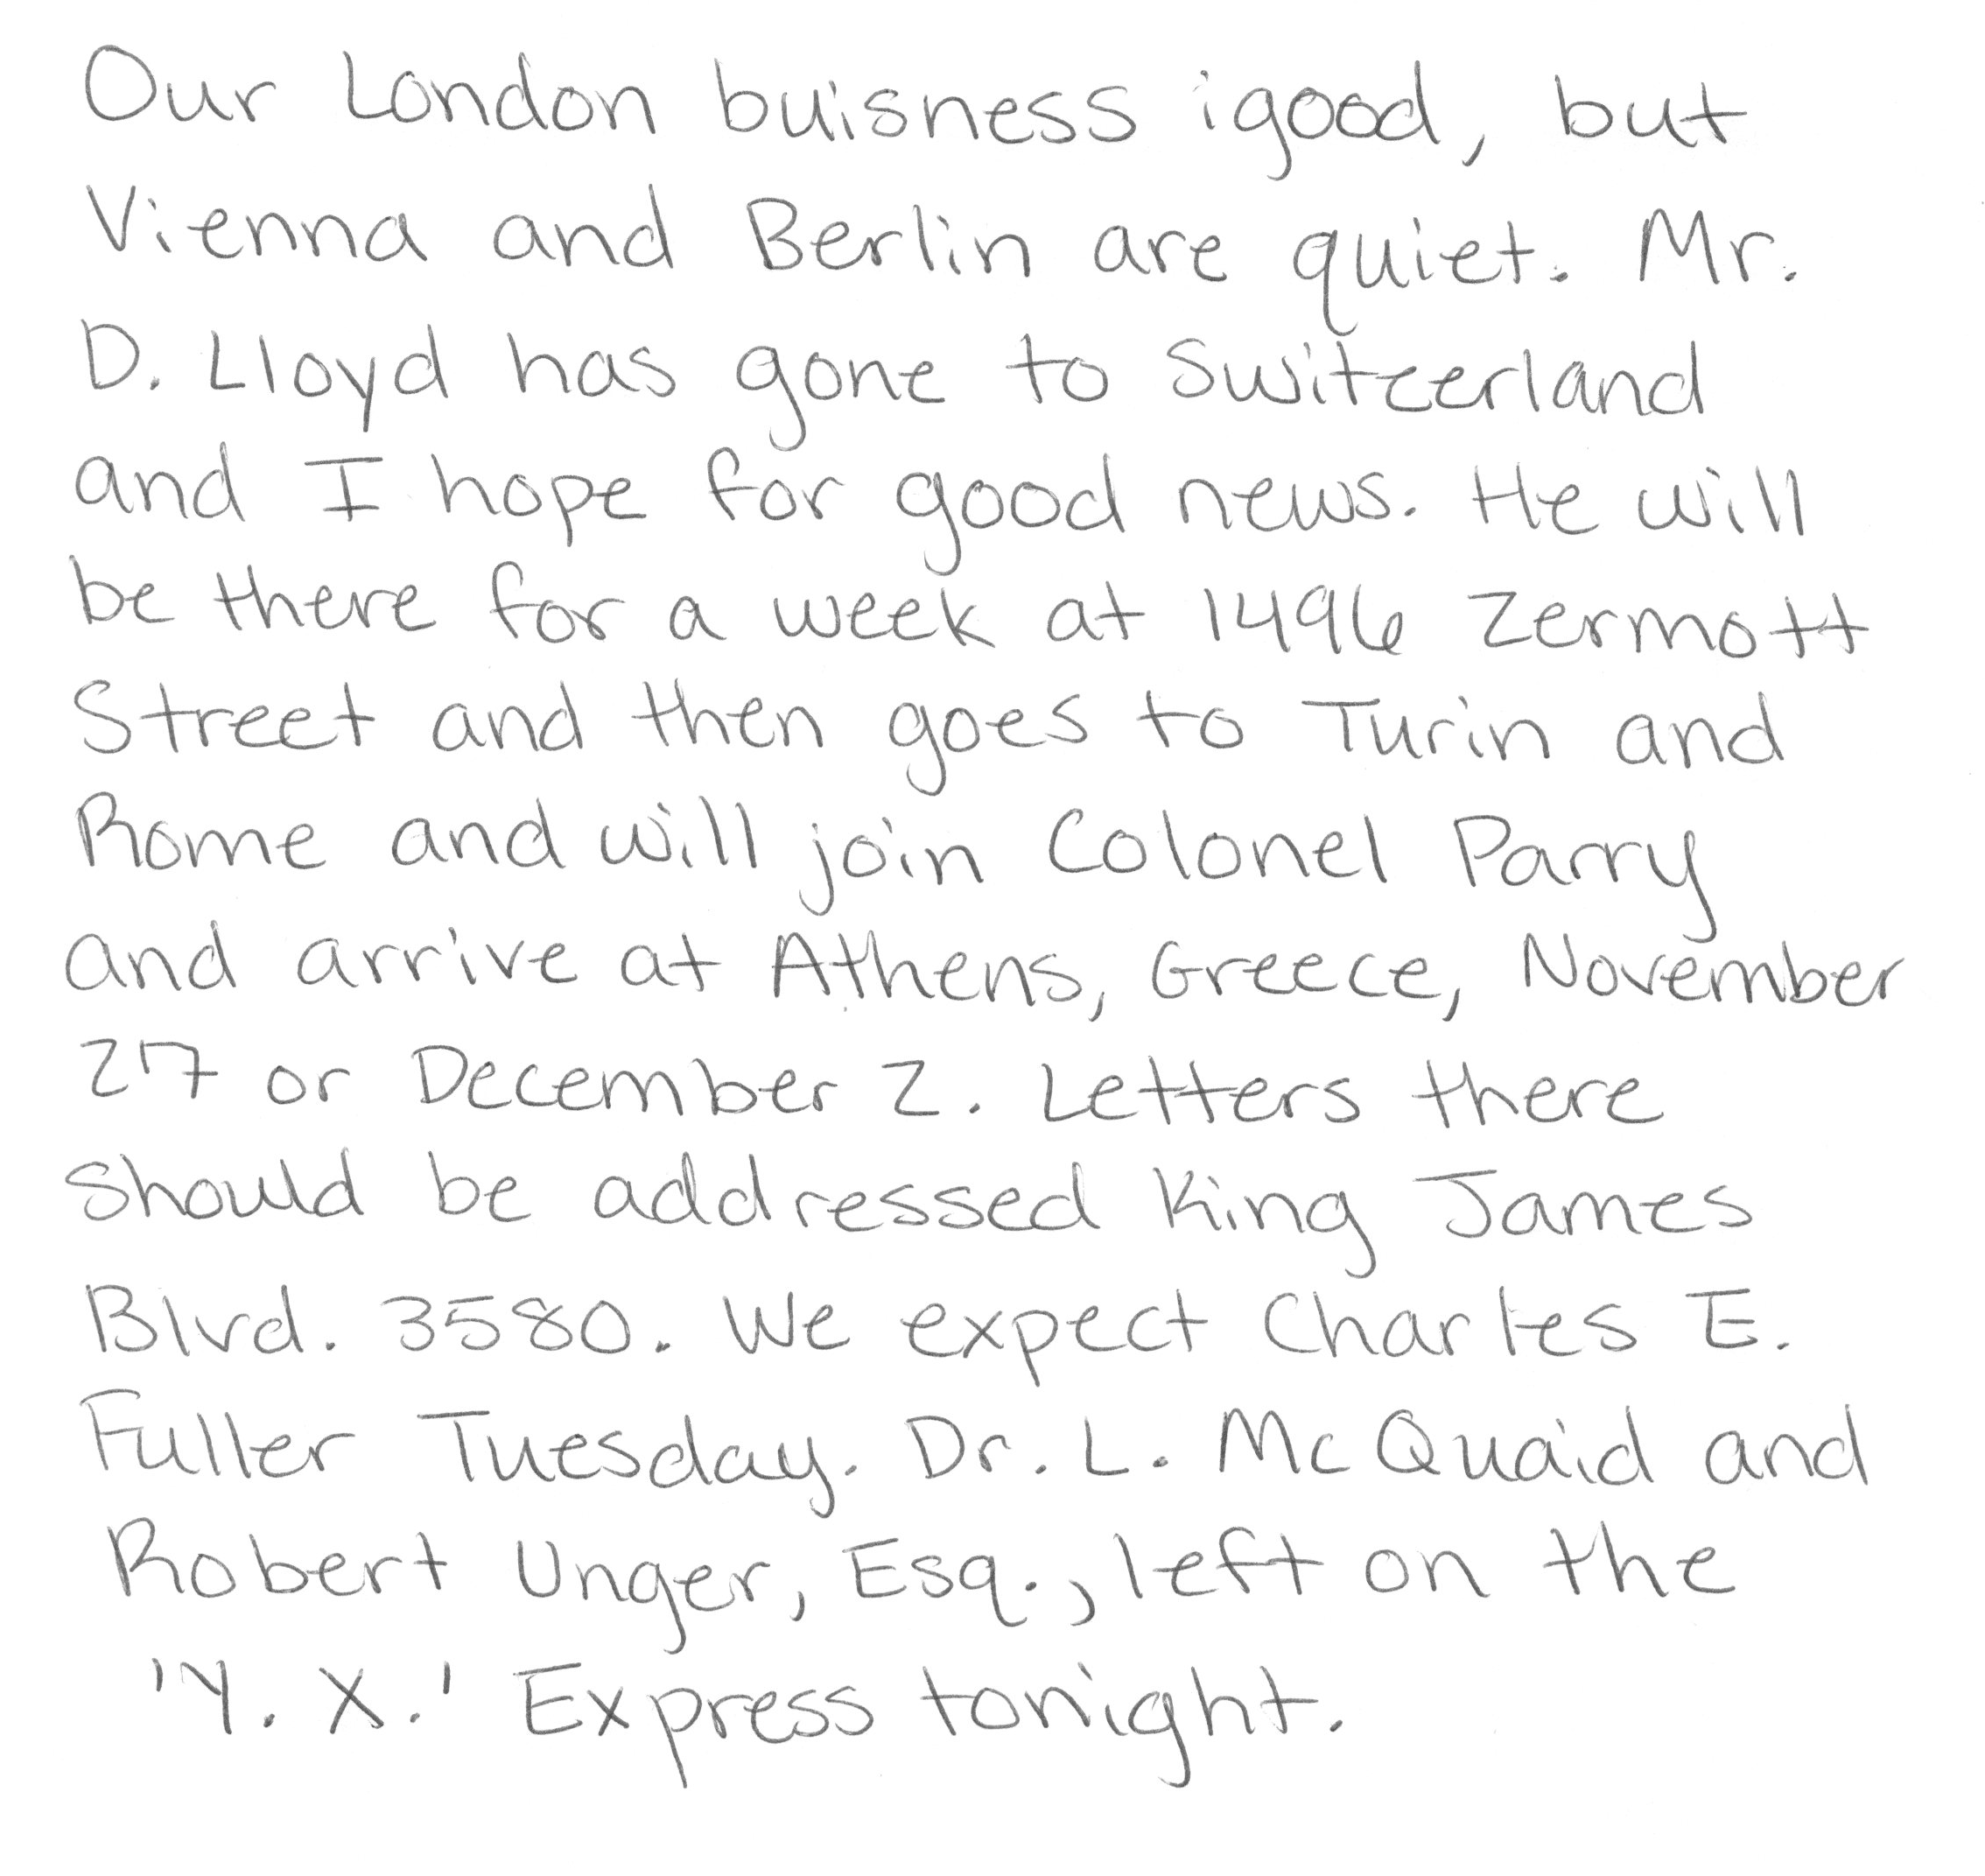 Our London buisness igood, but
Vienna and Berlin are quiet. Mr.
D. Lloyd has gone to Switzerland
and I hope for good news. He will
be there for a week at 1496 Zermott
Street and then goes to Turin and
Rome and will join Colonel Parry
and arrive at Athens, Greece, November
27 or December 2. Letters there
should be addressed King James
Blvd. 3580. We expect Charles E.
Fuller Tuesday. Dr. L. McQuaid and
Robert Unger, Esq., left on the
'Y. X.' Express tonight.